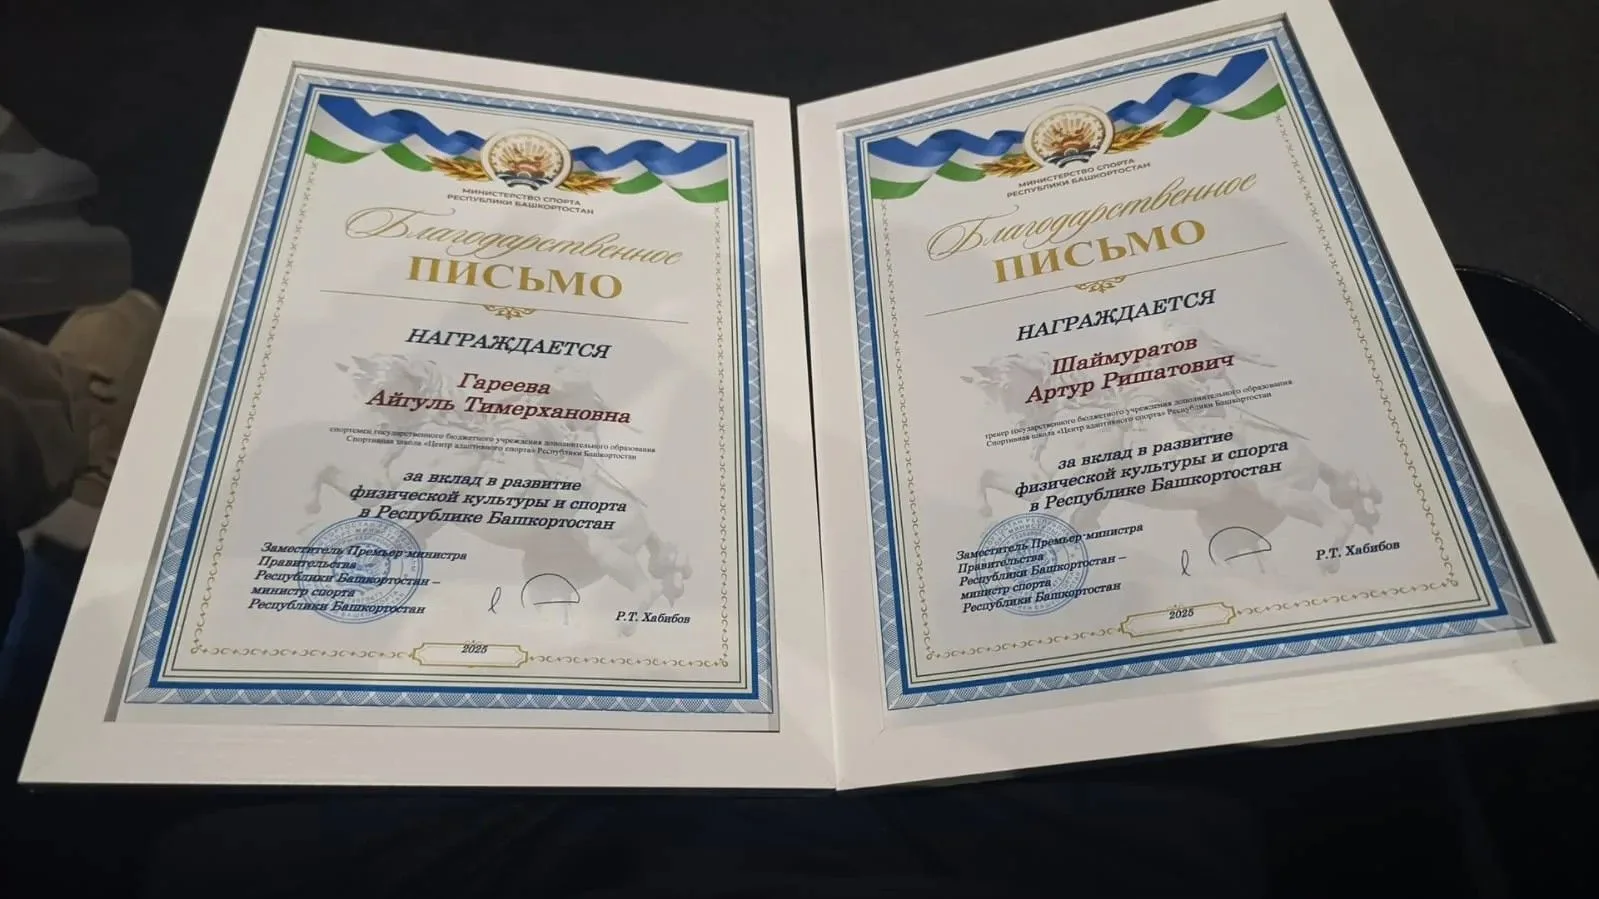 МИНИСТЕРСТВО СПОРТА
РЕСПУБЛИКИ БАШКОРТОСТАН
Благодарственное
ПИСЬМО
НАГРАЖДАЕТСЯ
Гареева
Айгуль Тимерхановна
спортсмен государственного бюджетного учреждения дополнительного образования
Спортивная школа «Центр адаптивного спорта» Республики Башкортостан
за вклад в развитие
физической культуры и спорта
в Республике Башкортостан
Заместитель Премьер-министра
Правительства
Республики Башкортостан –
министр спорта
Республики Башкортостан
Р.Т. Хабибов
2025
МИНИСТЕРСТВО СПОРТА
РЕСПУБЛИКИ БАШКОРТОСТАН
Благодарственное
ПИСЬМО
НАГРАЖДАЕТСЯ
Шаймуратов
Артур Ришатович
тренер государственного бюджетного учреждения дополнительного образования
Спортивная школа «Центр адаптивного спорта» Республики Башкортостан
за вклад в развитие
физической культуры и спорта
в Республике Башкортостан
Заместитель Премьер-министра
Правительства
Республики Башкортостан –
министр спорта
Республики Башкортостан
Р.Т. Хабибов
2025